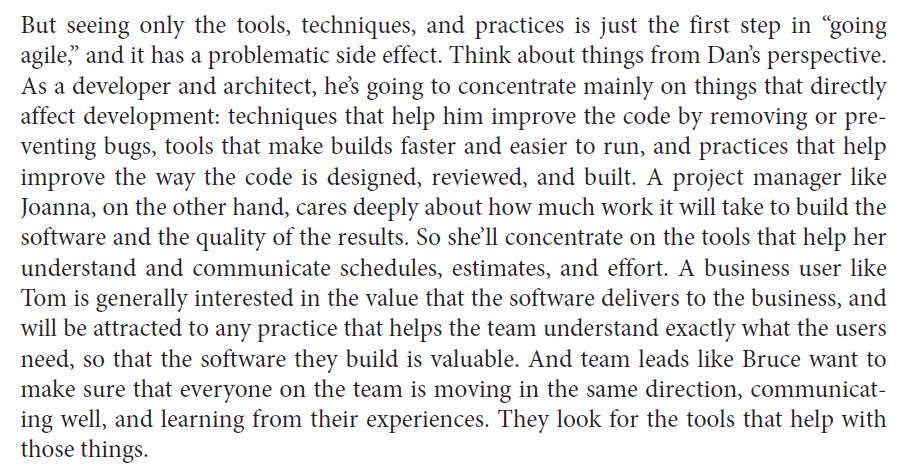 But seeing only the tools, techniques, and practices is just the first step in “going
agile,” and it has a problematic side effect. Think about things from Dan’s perspective.
As a developer and architect, he’s going to concentrate mainly on things that directly
affect development: techniques that help him improve the code by removing or pre-
venting bugs, tools that make builds faster and easier to run, and practices that help
improve the way the code is designed, reviewed, and built. A project manager like
Joanna, on the other hand, cares deeply about how much work it will take to build the
software and the quality of the results. So she’ll concentrate on the tools that help her
understand and communicate schedules, estimates, and effort. A business user like
Tom is generally interested in the value that the software delivers to the business, and
will be attracted to any practice that helps the team understand exactly what the users
need, so that the software they build is valuable. And team leads like Bruce want to
make sure that everyone on the team is moving in the same direction, communicat-
ing well, and learning from their experiences. They look for the tools that help with
those things.